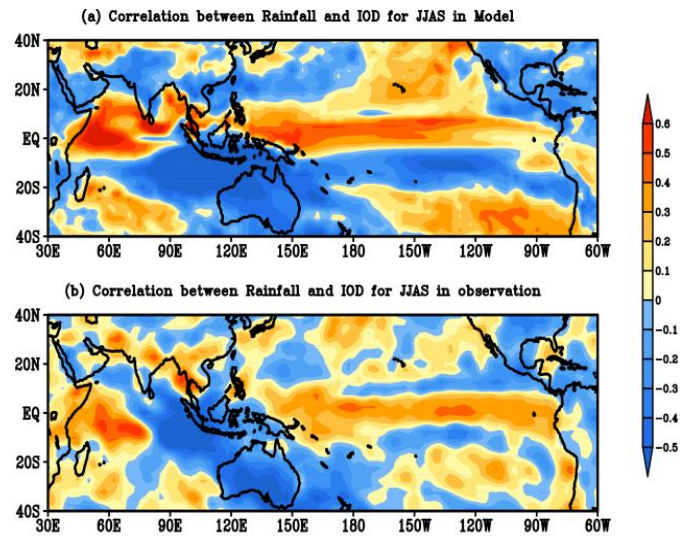 (a) Correlation between Rainfall and IOD for JJAS in Model
40N
20N
EQ
20S
40S
30E 60E 90E 120E 150E 180 150W 120W 90W 60W
(b) Correlation between Rainfall and IOD for JJAS in observation
40N
20N
EQ
20S
40S
30E 60E 90E 120E 150E 180 150W 120W 90W 60W
0.6
0.5
0.4
0.3
0.2
0.1
0
-0.1
-0.2
-0.3
-0.4
-0.5